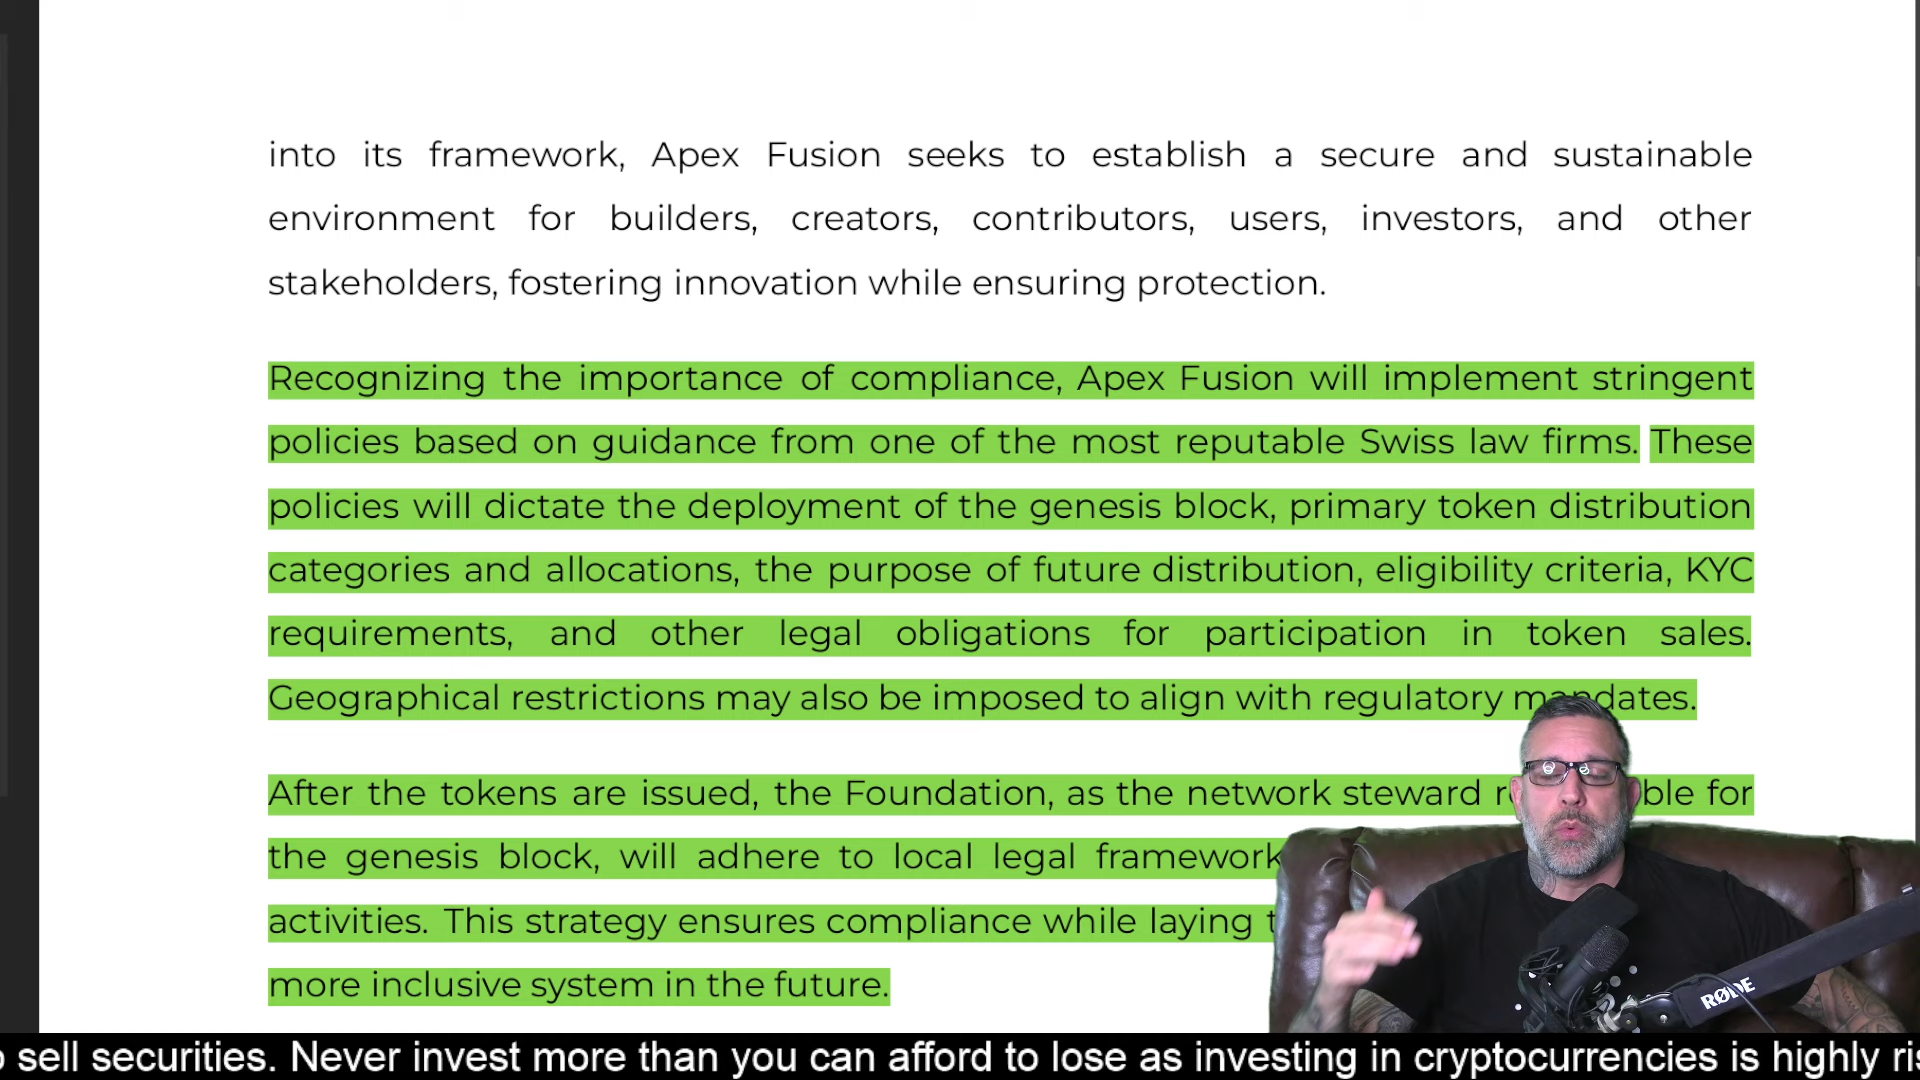 into its framework, Apex Fusion seeks to establish a secure and sustainable
environment for builders, creators, contributors, users, investors, and other
stakeholders, fostering innovation while ensuring protection.
Recognizing the importance of compliance, Apex Fusion will implement stringent
policies based on guidance from one of the most reputable Swiss law firms. These
policies will dictate the deployment of the genesis block, primary token distribution
categories and allocations, the purpose of future distribution, eligibility criteria, KYC
requirements, and other legal obligations for participation in token sales.
Geographical restrictions may also be imposed to align with regulatory mandates.
After the tokens are issued, the Foundation, as the network steward for
the genesis block, will adhere to local legal
activities. This strategy ensures compliance while laying
more inclusive system in the future.
RØDE
sell securities. Never invest more than you can afford to lose as investing in cryptocurrencies is highly